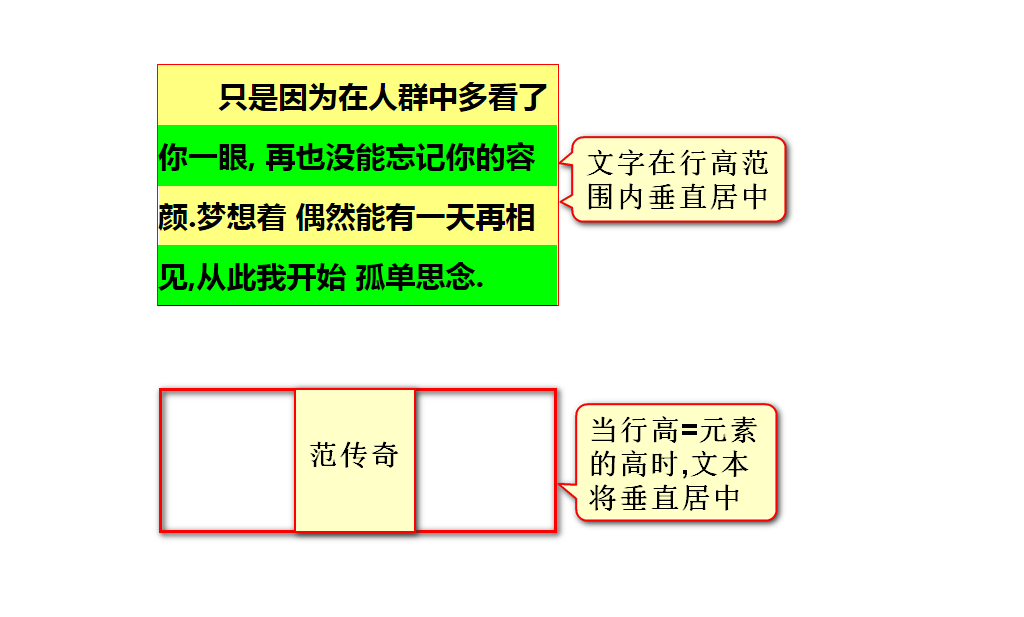 只是因为在人群中多看了
你一眼, 再也没能忘记你的容
颜.梦想着 偶然能有一天再相
见,从此我开始 孤单思念.
文字在行高范
围内垂直居中
范传奇
当行高=元素
的高时,文本
将垂直居中